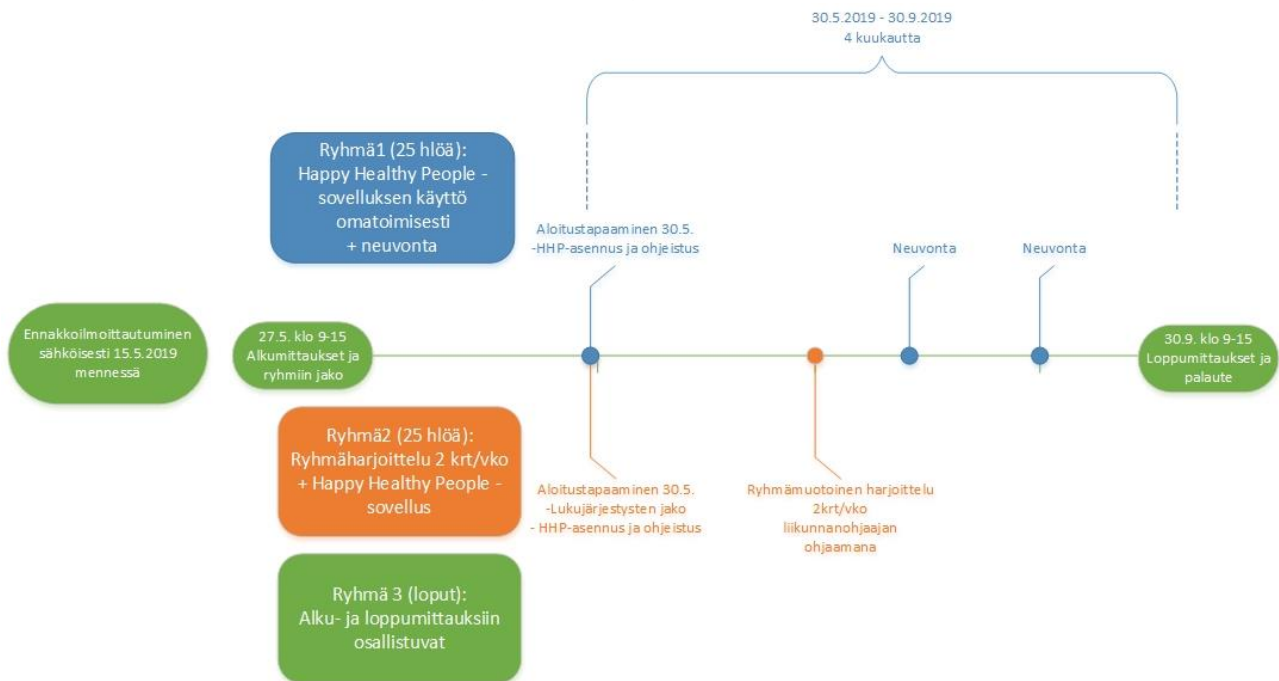 30.5.2019 - 30.9.2019
4 kuukautta
Ryhmä1 (25 hlöä):
Happy Healthy People -
sovelluksen käyttö
omatoimisesti
+ neuvonta
Aloitustapaaminen 30.5.
-HHP-asennus ja ohjeistus
Neuvonta
Neuvonta
Ennakkoilmoittautuminen
sähköisesti 15.5.2019
mennessä
27.5. klo 9-15
Alkumittaukset ja
ryhmiin jako
30.9. klo 9-15
Loppumittaukset ja
palaute
Ryhmä2 (25 hlöä):
Ryhmäharjoittelu 2 krt/vko
+ Happy Healthy People -
sovellus
Aloitustapaaminen 30.5.
-Lukujärjestysten jako
- HHP-asennus ja ohjeistus
Ryhmämuotoinen harjoittelu
2krt/vko
liikunnanohjaajan
ohjaamana
Ryhmä 3 (loput):
Alku- ja loppumittauksiin
osallistuvat